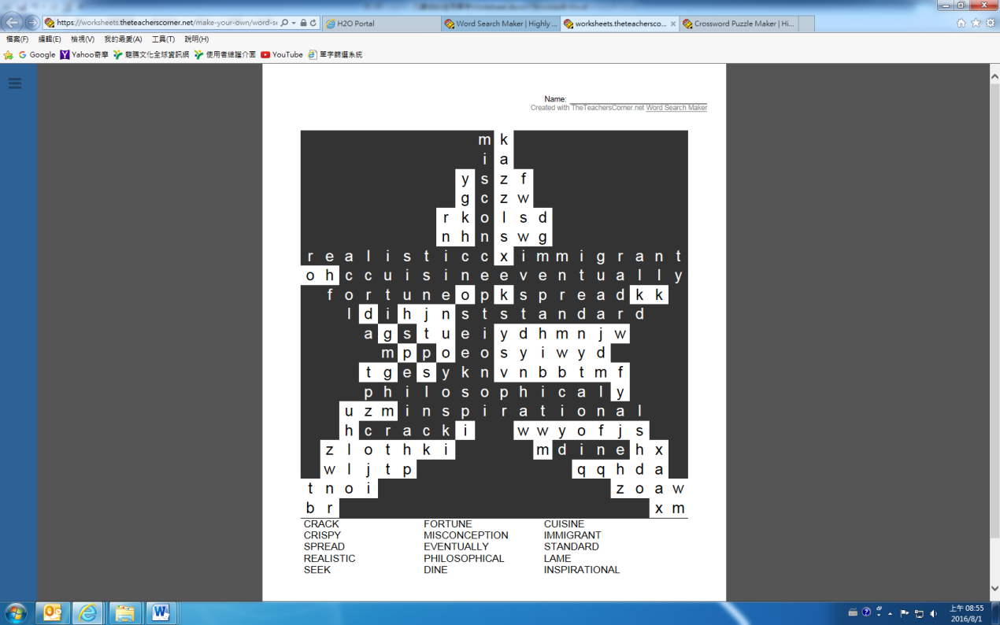 https://worksheets.theteacherscorner.net/make-your-own/word-se
H2O Portal
Word Search Maker | Highly ...
worksheets.theteachersco...
Crossword Puzzle Maker | Hi...
檔案(F) 編輯(E) 檢視(V) 我的最愛(A) 工具(T) 說明(H)
Google Yahoo奇摩 龍騰文化全球資訊網 使用者維護介面 YouTube 單字篩選系統
Name:
Created with TheTeachersCorner.net Word Search Maker
m k
i a
y s z f
g c z w
r k o l s d
n h n s w g
r e a l i s t i c c x i m m i g r a n t
o h c c u i s i n e e v e n t u a l l y
f o r t u n e o p k s p r e a d k k
l d i h j n s t s t a n d a r d
a g s t u e i y d h m n j w
m p p o e o s y i w y d
t g e s y k n v n b b t m f
p h i l o s o p h i c a l y
u z m i n s p i r a t i o n a l
h c r a c k i w w y o f j s
z l o t h k i m d i n e h x
w l j t p q q h d a
t n o i z o a w
b r x m
CRACK FORTUNE CUISINE
CRISPY MISCONCEPTION IMMIGRANT
SPREAD EVENTUALLY STANDARD
REALISTIC PHILOSOPHICAL LAME
SEEK DINE INSPIRATIONAL
上午 08:55
2016/8/1